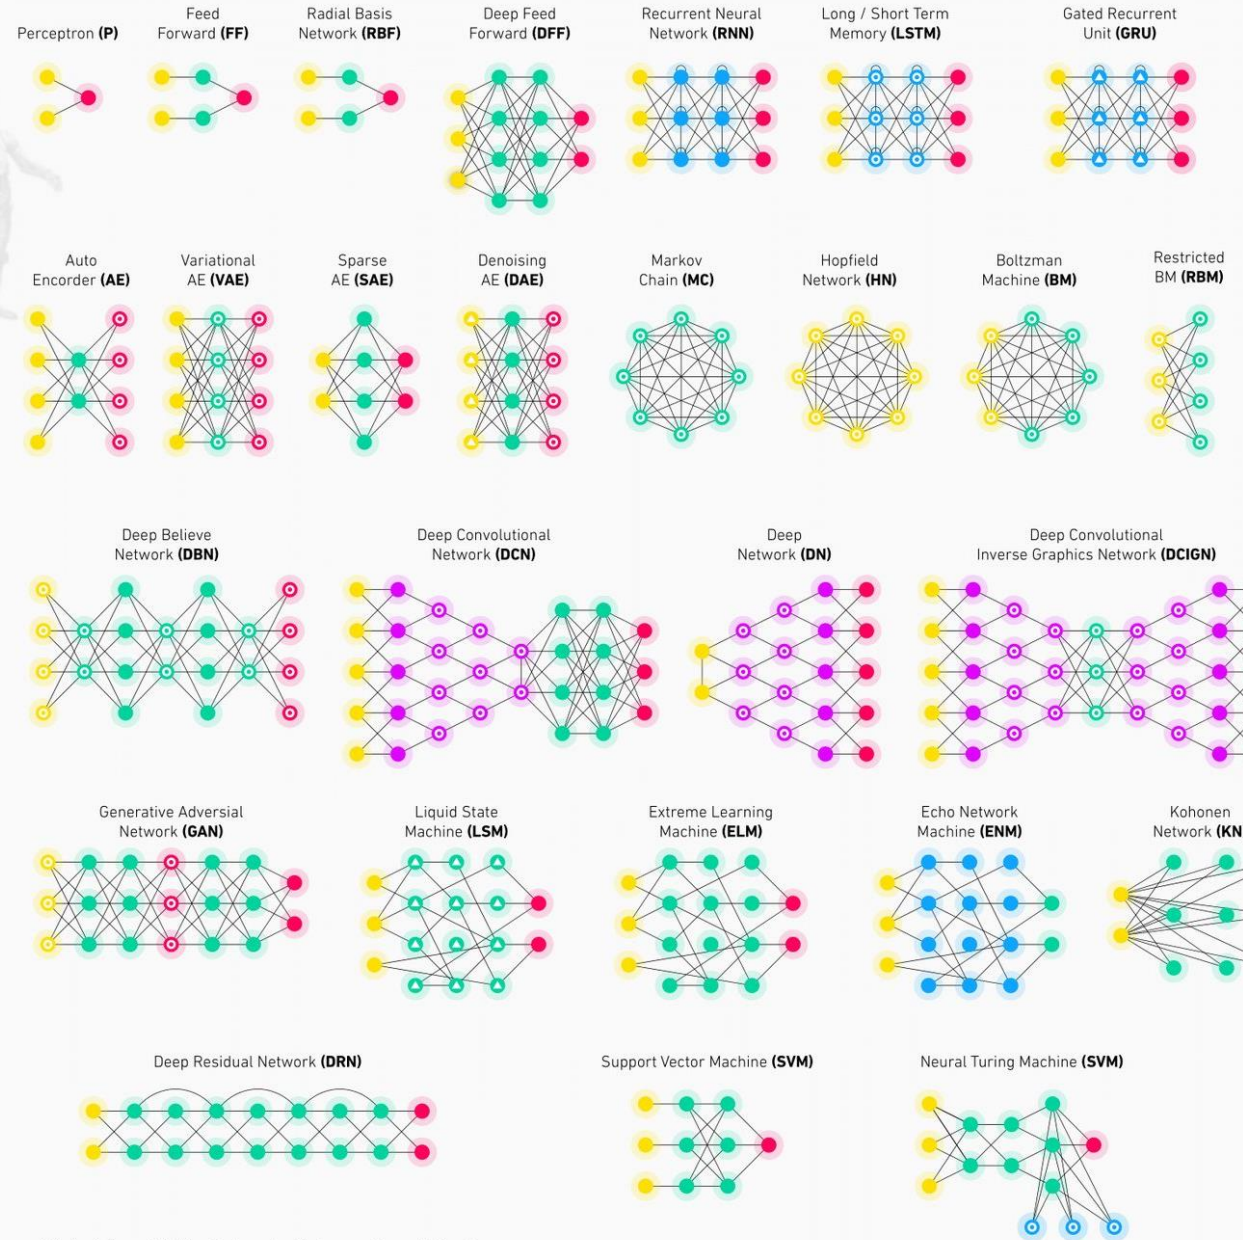 Perceptron (P)
Feed
Forward (FF)
Radial Basis
Network (RBF)
Deep Feed
Forward (DFF)
Recurrent Neural
Network (RNN)
Long / Short Term
Memory (LSTM)
Gated Recurrent
Unit (GRU)
Auto
Encorder (AE)
Variational
AE (VAE)
Sparse
AE (SAE)
Denoising
AE (DAE)
Markov
Chain (MC)
Hopfield
Network (HN)
Boltzman
Machine (BM)
Restricted
BM (RBM)
Deep Believe
Network (DBN)
Deep Convolutional
Network (DCN)
Deep
Network (DN)
Deep Convolutional
Inverse Graphics Network (DCIGN)
Generative Adversial
Network (GAN)
Liquid State
Machine (LSM)
Extreme Learning
Machine (ELM)
Echo Network
Machine (ENM)
Kohonen
Network (KN
Deep Residual Network (DRN)
Support Vector Machine (SVM)
Neural Turing Machine (SVM)